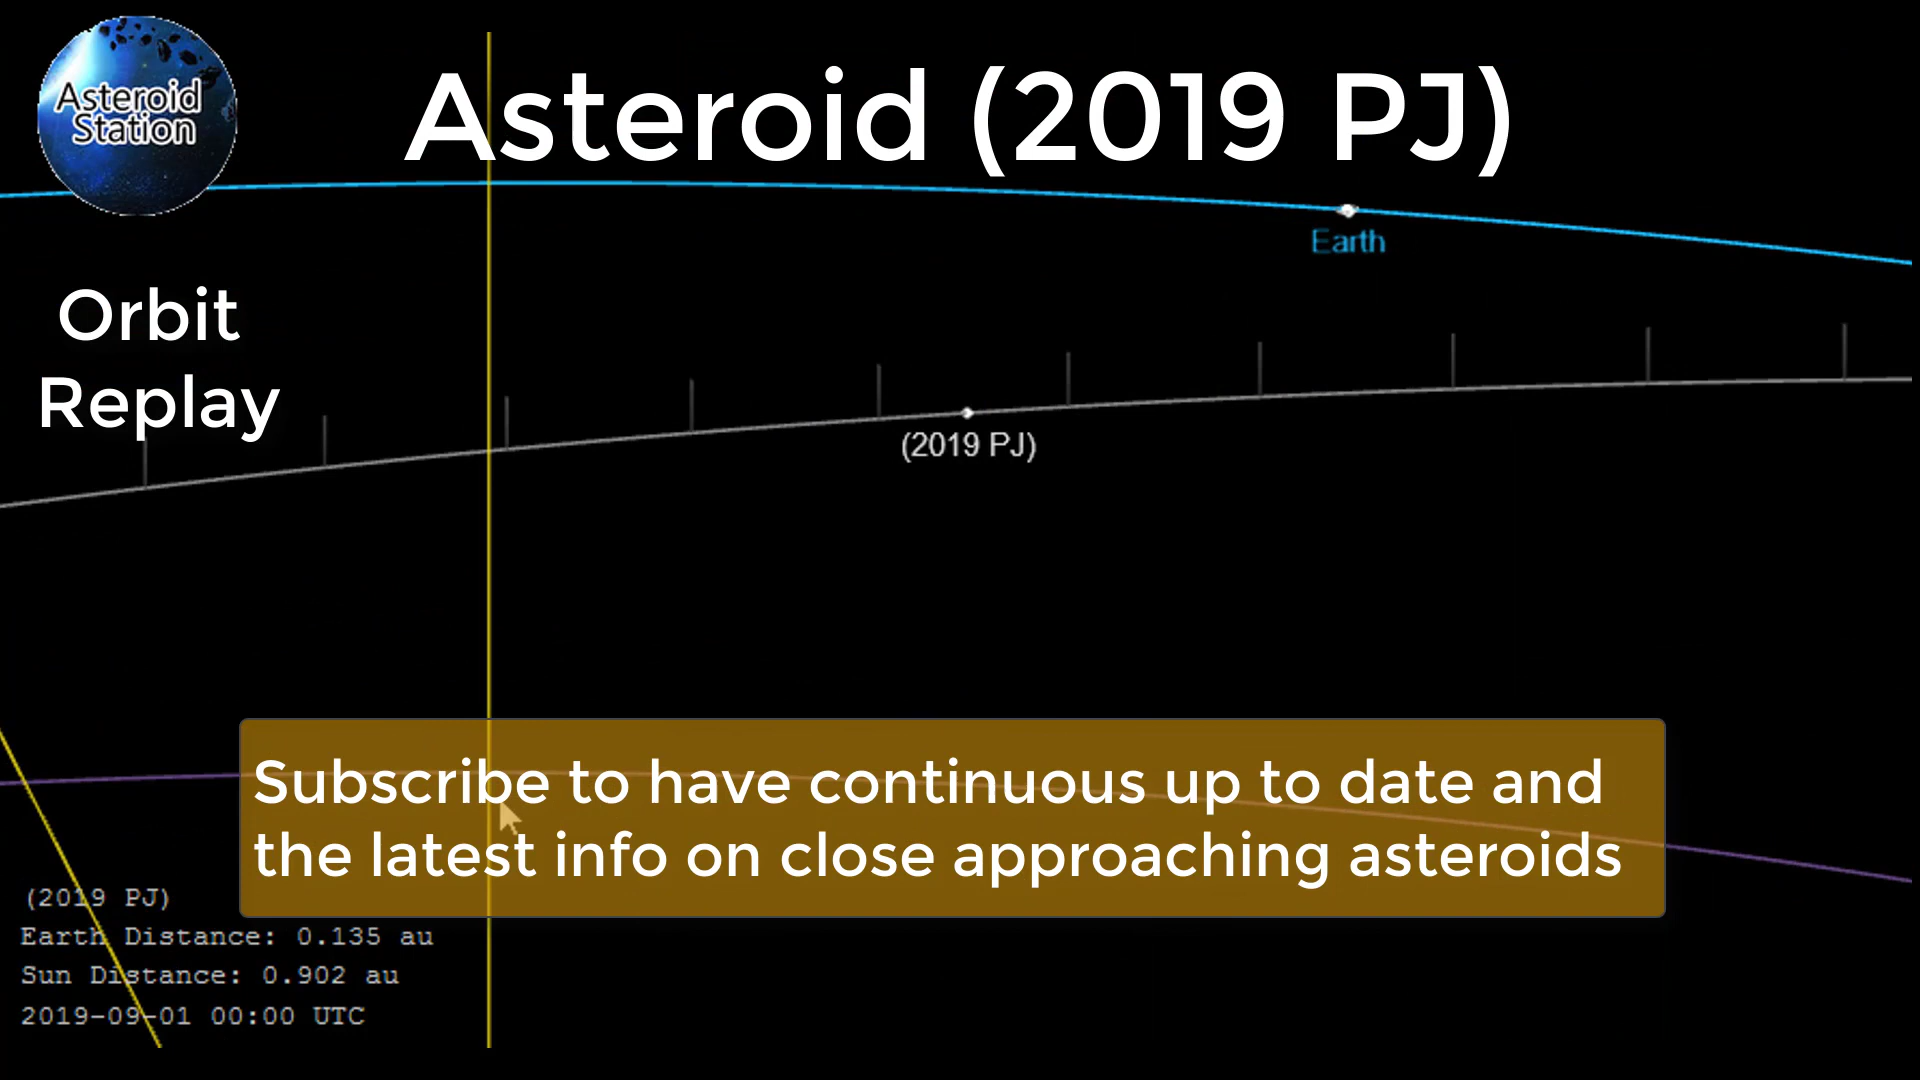 Asteroid
Station
Asteroid (2019 PJ)
Earth
Orbit
Replay
(2019 PJ)
Subscribe to have continuous up to date and
the latest info on close approaching asteroids
(2019 PJ)
Earth Distance: 0.135 au
Sun Distance: 0.902 au
2019-09-01 00:00 UTC